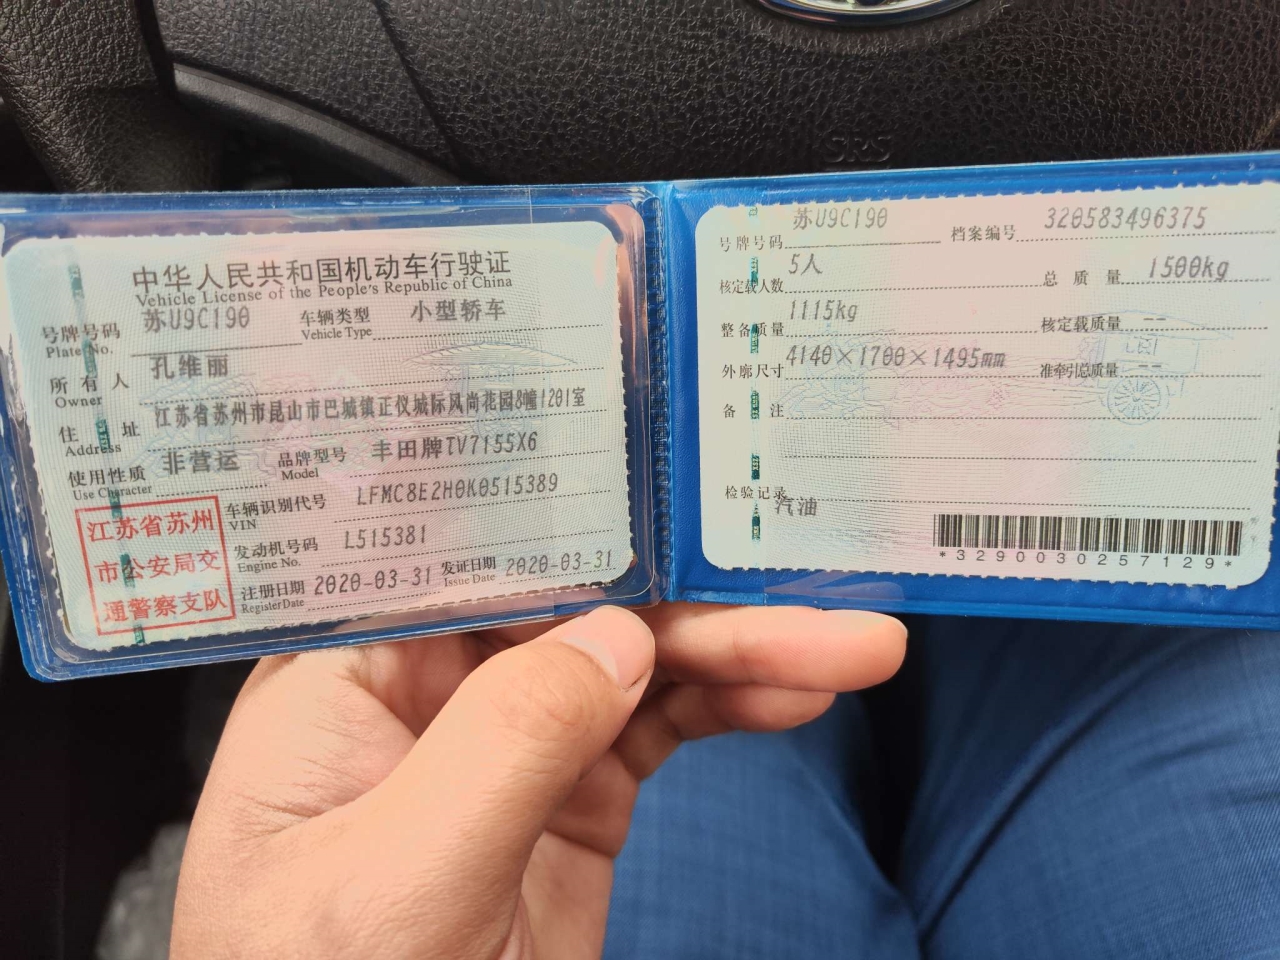 SRS
中华人民共和国机动车行驶证
Vehicle License of the People's Republic of China
号牌号码 苏U9C190 车辆类型 小型轿车
Plate No. Vehicle Type
所有人 孔维丽
Owner
住址 江苏省苏州市昆山市巴城镇正仪城际风尚花园8幢1201室
Address
使用性质 非营运 品牌型号 丰田牌TV7155X6
Use Character Model
江苏省苏州
市公安局交
通警察支队
车辆识别代号 LFMC8E2H0K0515389
VIN
发动机号码 L515381
Engine No.
注册日期 2020-03-31 发证日期 2020-03-31
Register Date Issue Date
号牌号码 苏U9C190 档案编号 320583496375
核定载人数 5人 总质量 1500kg
整备质量 1115kg 核定载质量 --
外廓尺寸 4140×1700×1495mm 准牵引总质量 --
备注
检验记录
汽油
*3290030257129*